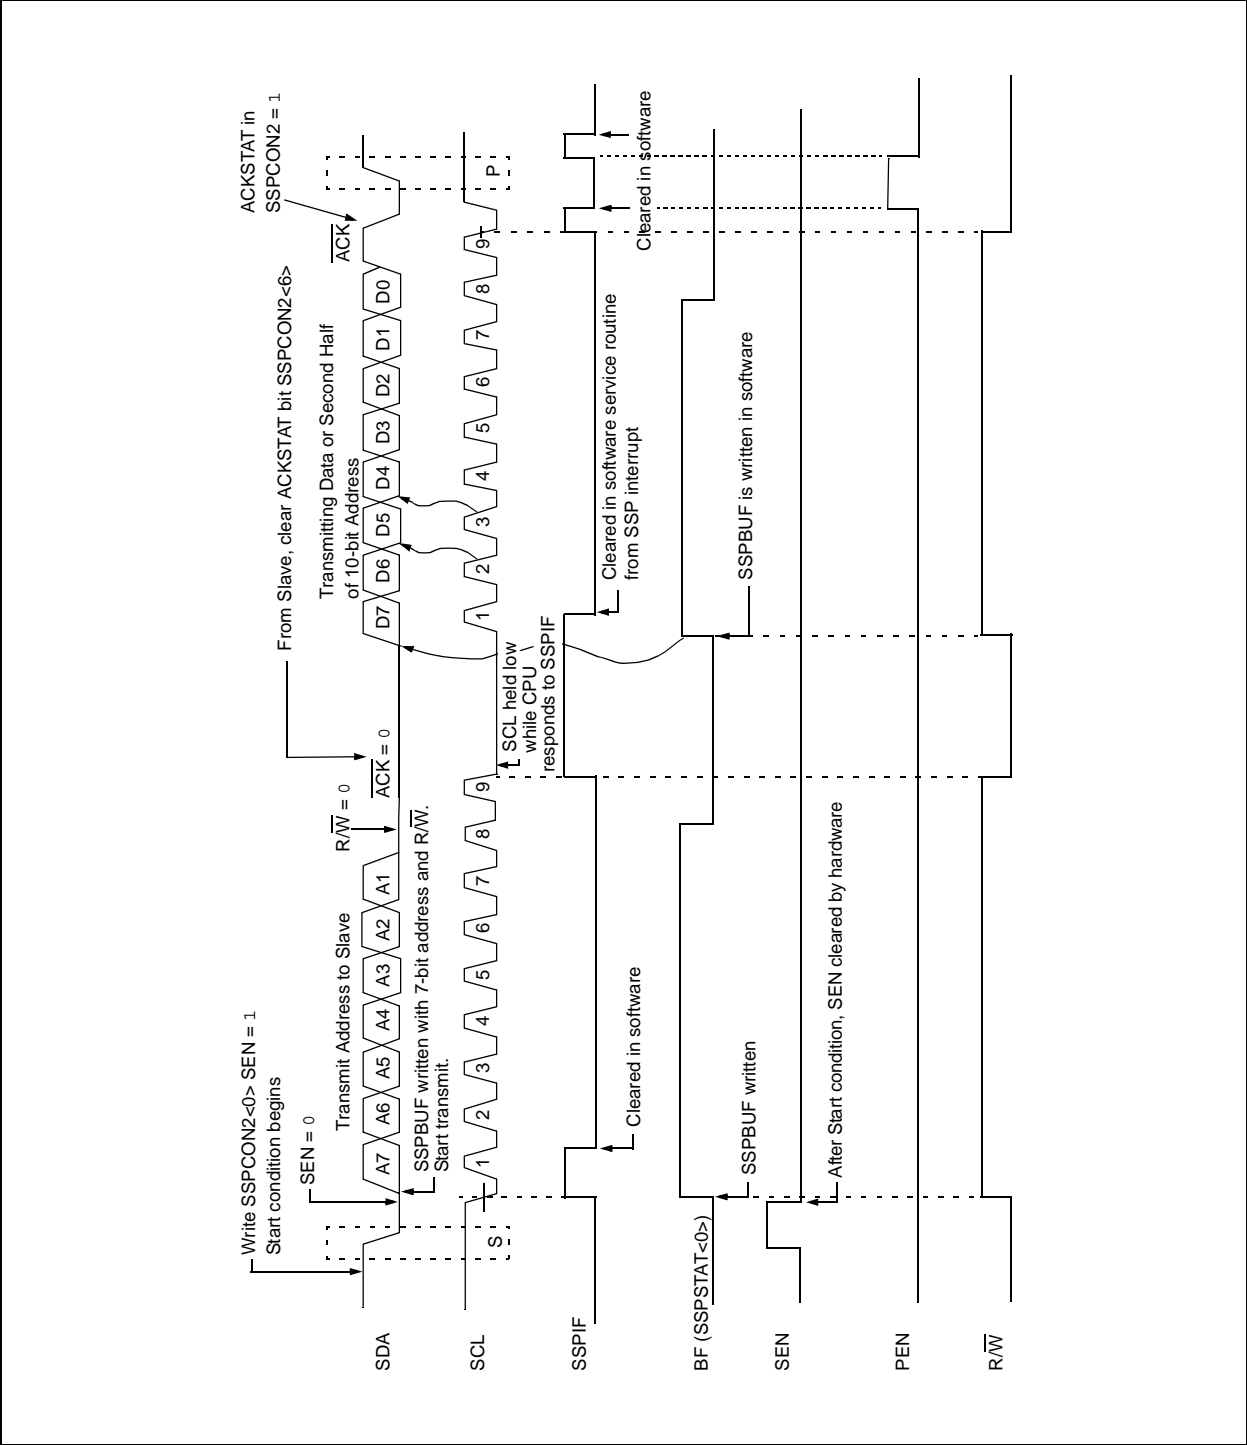 Write SSPCON2<0> SEN = 1
Start condition begins
SEN = 0
From Slave, clear ACKSTAT bit SSPCON2<6>
ACKSTAT in
SSPCON2 = 1
Transmit Address to Slave
R/W = 0
ACK = 0
Transmitting Data or Second Half
of 10-bit Address
ACK
SDA
A7
A6
A5
A4
A3
A2
A1
D7
D6
D5
D4
D3
D2
D1
D0
SSPBUF written with 7-bit address and R/W.
Start transmit.
SCL
S
1
2
3
4
5
6
7
8
9
1
2
3
4
5
6
7
8
9
P
SCL held low
while CPU
responds to SSPIF
SSPIF
Cleared in software
Cleared in software service routine
from SSP interrupt
Cleared in software
BF (SSPSTAT<0>)
SSPBUF written
SSPBUF is written in software
SEN
After Start condition, SEN cleared by hardware
PEN
R/W